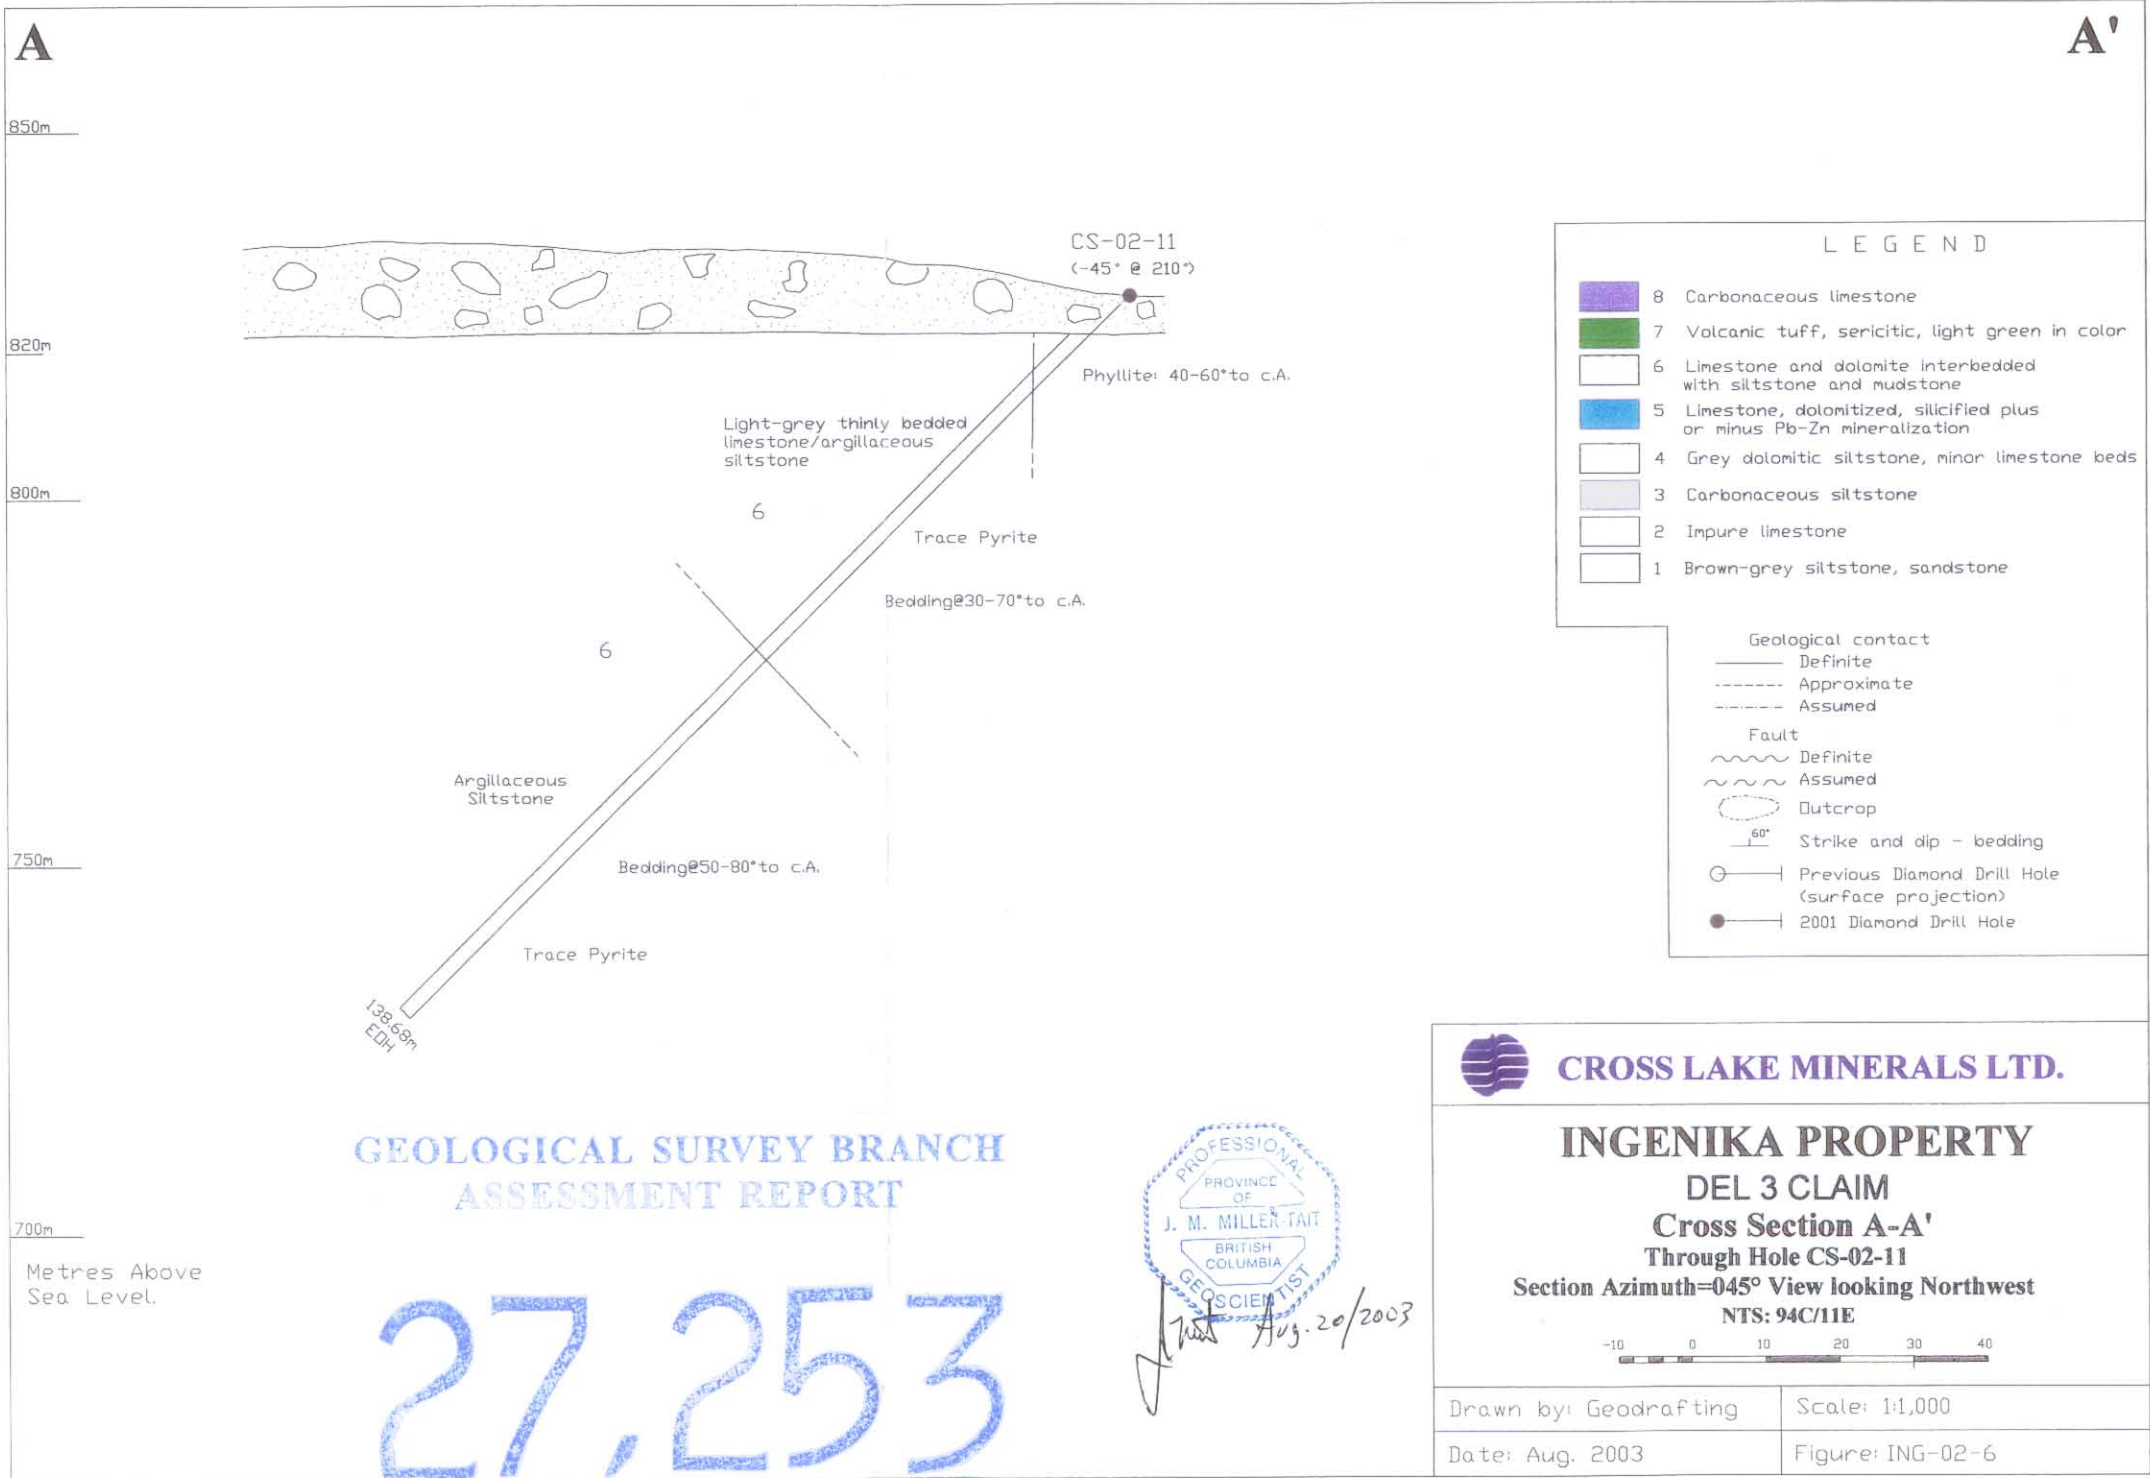 A
A'
850m
820m
800m
750m
700m
Metres Above
Sea Level.
CS-02-11
(-45° @ 210°)
Phyllite: 40-60°to c.A.
Light-grey thinly bedded
limestone/argillaceous
siltstone
6
Trace Pyrite
Bedding@30-70°to c.A.
6
Argillaceous
Siltstone
Bedding@50-80°to c.A.
Trace Pyrite
138.68m
EOH
LEGEND
8 Carbonaceous limestone
7 Volcanic tuff, sericitic, light green in color
6 Limestone and dolomite interbedded
with siltstone and mudstone
5 Limestone, dolomitized, silicified plus
or minus Pb-Zn mineralization
4 Grey dolomitic siltstone, minor limestone beds
3 Carbonaceous siltstone
2 Impure limestone
1 Brown-grey siltstone, sandstone
Geological contact
Definite
Approximate
Assumed
Fault
Definite
Assumed
Outcrop
60° Strike and dip - bedding
Previous Diamond Drill Hole
(surface projection)
2001 Diamond Drill Hole
GEOLOGICAL SURVEY BRANCH
ASSESSMENT REPORT
27,253
PROFESSIONAL
PROVINCE
OF
J. M. MILLER-TAIT
BRITISH
COLUMBIA
GEOSCIENTIST
Aug. 20/2003
CROSS LAKE MINERALS LTD.
INGENIKA PROPERTY
DEL 3 CLAIM
Cross Section A-A'
Through Hole CS-02-11
Section Azimuth=045° View looking Northwest
NTS: 94C/11E
-10 0 10 20 30 40
Drawn by: Geodrafting
Scale: 1:1,000
Date: Aug. 2003
Figure: ING-02-6